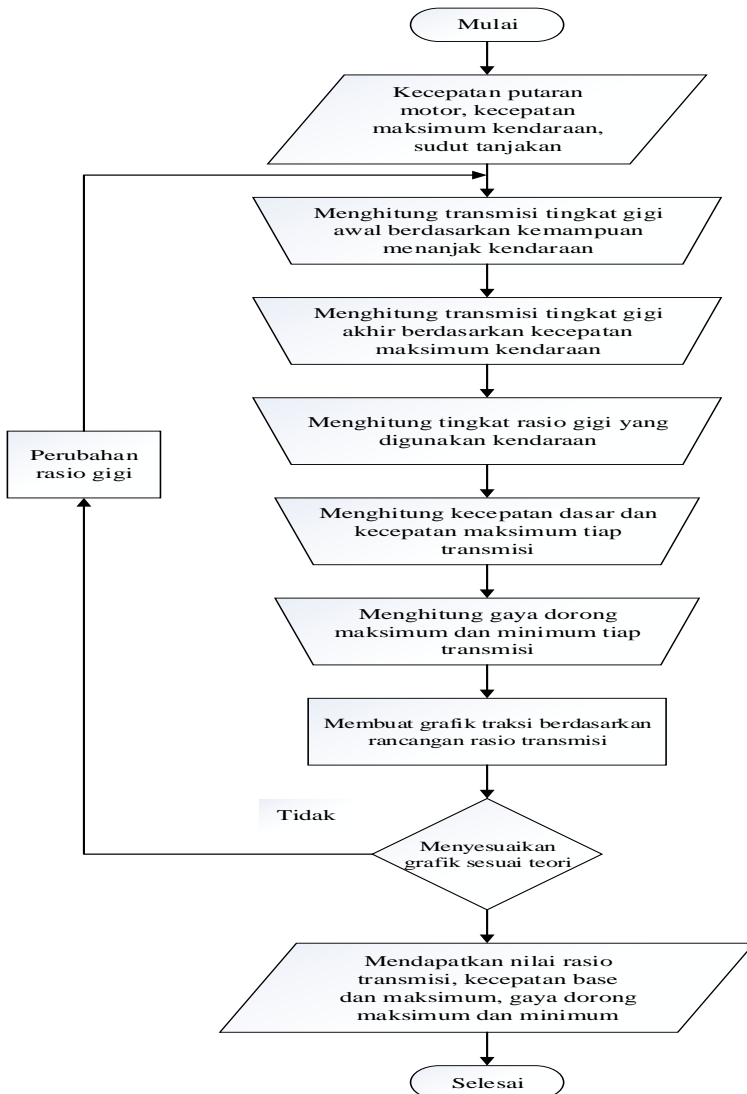 Mulai
Kecepatan putaran
motor, kecepatan
maksimum kendaraan,
sudut tanjakan
Menghitung transmisi tingkat gigi
awal berdasarkan kemampuan
menanjak kendaraan
Menghitung transmisi tingkat gigi
akhir berdasarkan kecepatan
maksimum kendaraan
Menghitung tingkat rasio gigi yang
digunakan kendaraan
Perubahan
rasio gigi
Menghitung kecepatan dasar dan
kecepatan maksimum tiap
transmisi
Menghitung gaya dorong
maksimum dan minimum tiap
transmisi
Membuat grafik traksi berdasarkan
rancangan rasio transmisi
Tidak
Menyesuaikan
grafik sesuai teori
Mendapatkan nilai rasio
transmisi, kecepatan base
dan maksimum, gaya dorong
maksimum dan minimum
Selesai